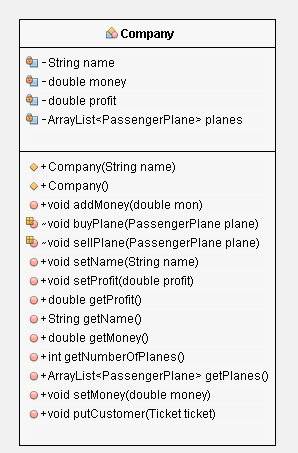 Company
-String name
-double money
-double profit
-ArrayList<PassengerPlane> planes
+Company(String name)
+Company()
+void addMoney(double mon)
~void buyPlane(PassengerPlane plane)
~void sellPlane(PassengerPlane plane)
+void setName(String name)
+void setProfit(double profit)
+double getProfit()
+String getName()
+double getMoney()
+int getNumberOfPlanes()
+ArrayList<PassengerPlane> getPlanes()
+void setMoney(double money)
+void putCustomer(Ticket ticket)